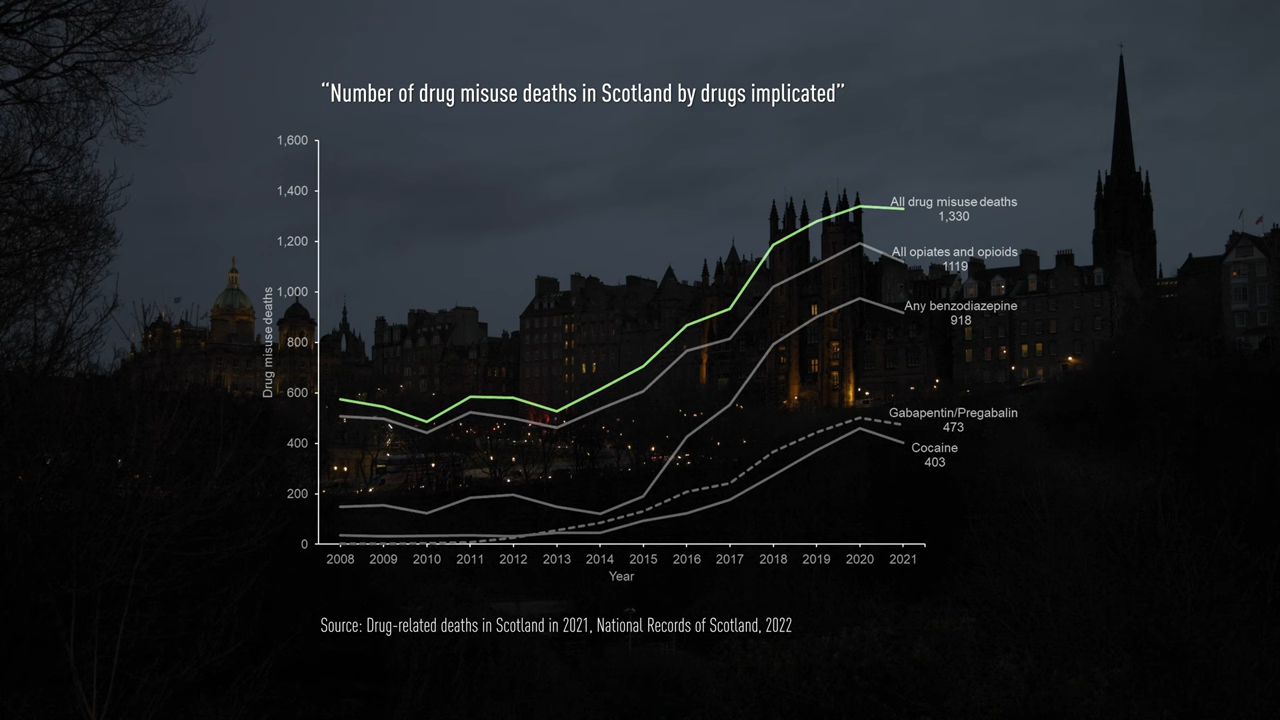 “Number of drug misuse deaths in Scotland by drugs implicated”
1,600
1,400
1,200
1,000
800
600
400
200
0
Drug misuse deaths
All drug misuse deaths
1,330
All opiates and opioids
1119
Any benzodiazepine
918
Gabapentin/Pregabalin
473
Cocaine
403
2008 2009 2010 2011 2012 2013 2014 2015 2016 2017 2018 2019 2020 2021
Year
Source: Drug-related deaths in Scotland in 2021, National Records of Scotland, 2022